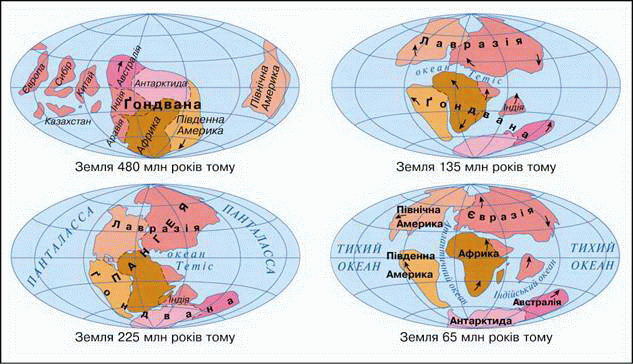 Європа
Сибір
Китай
Казахстан
Австралія
Антарктида
Індія
Ґондвана
Аравія
Африка
Південна
Америка
Північна
Америка
Земля 480 млн років тому
Лавразія
океан Тетіс
Ґондвана
Індія
Земля 135 млн років тому
ПАНТАЛАССА
ПАНТАЛАССА
Лавразія
ПАНГЕЯ
океан
Тетіс
Ґондвана
Індія
Земля 225 млн років тому
Північна
Америка
Євразія
ТИХИЙ
ОКЕАН
Південна
Америка
Атлантичний океан
Африка
Індійський океан
ТИХИЙ
ОКЕАН
Австралія
Антарктида
Земля 65 млн років тому